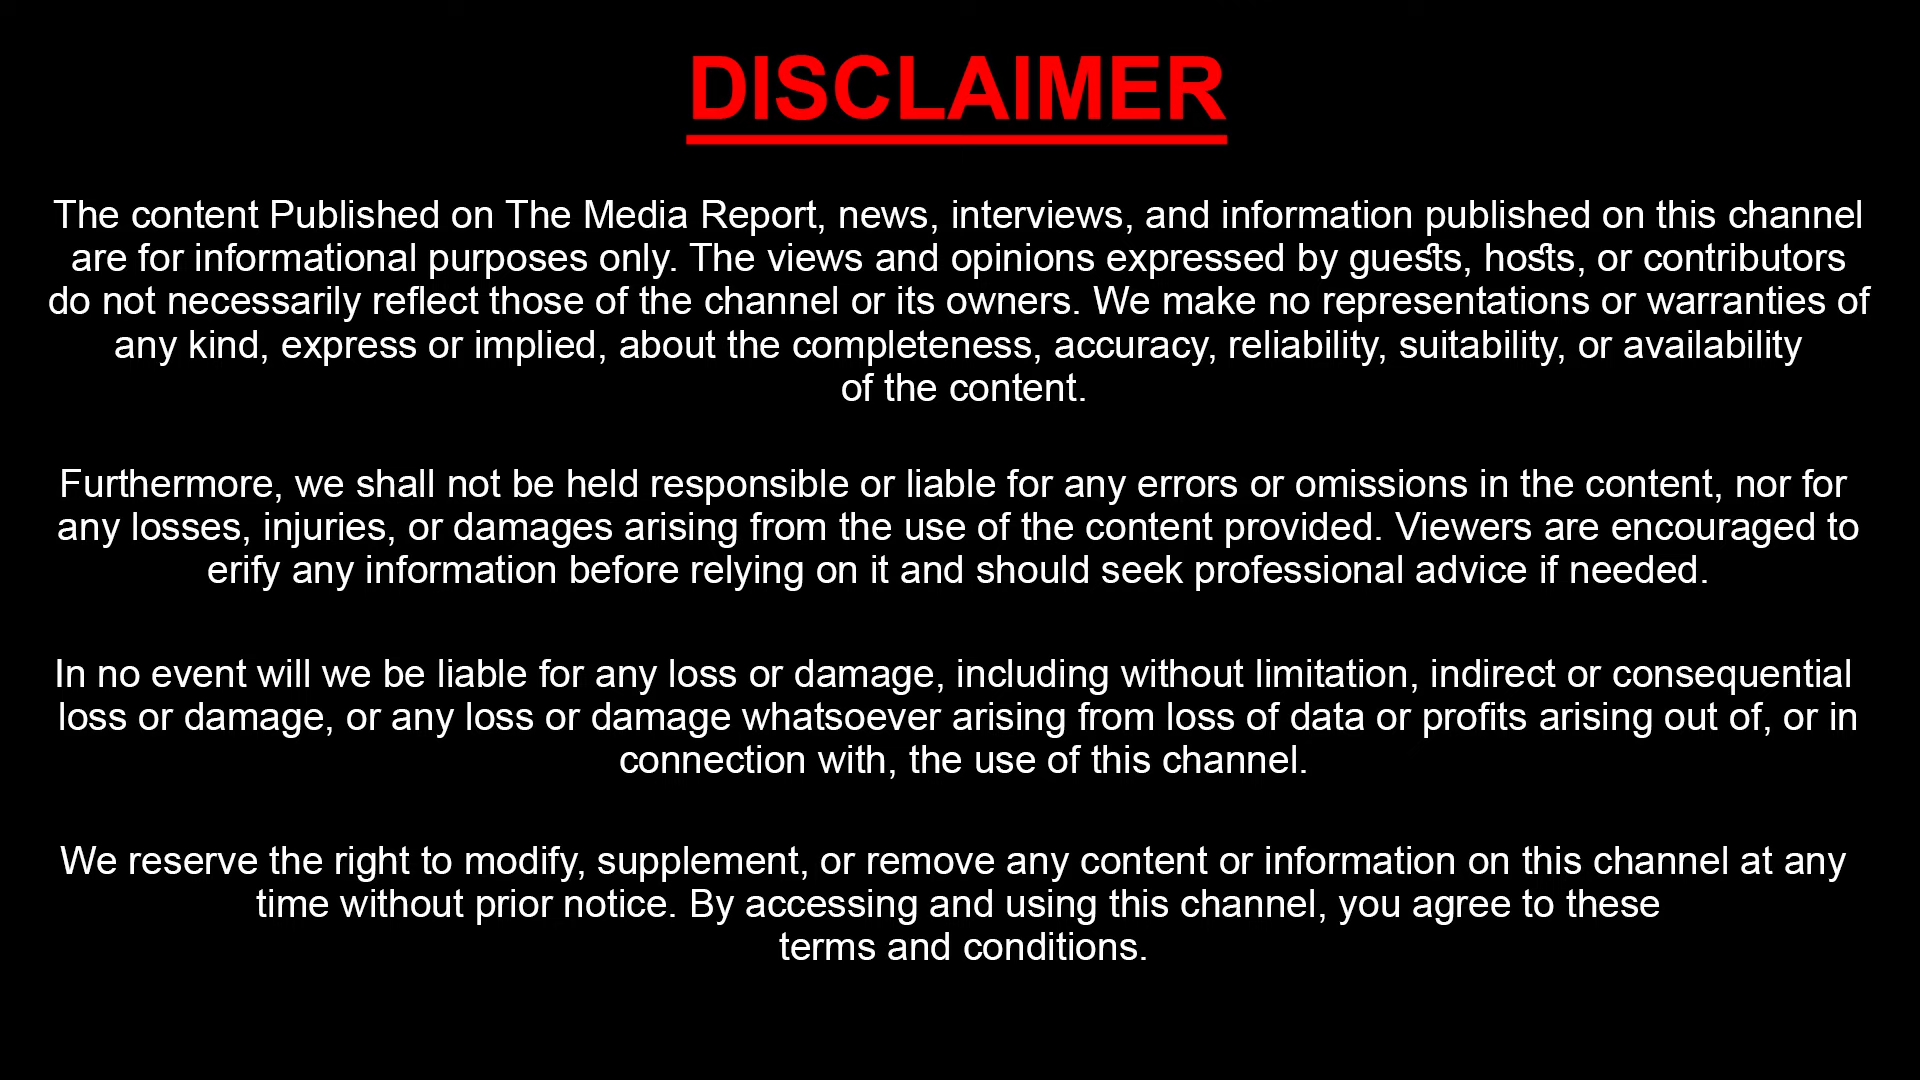 DISCLAIMER
The content Published on The Media Report, news, interviews, and information published on this channel
are for informational purposes only. The views and opinions expressed by guests, hosts, or contributors
do not necessarily reflect those of the channel or its owners. We make no representations or warranties of
any kind, express or implied, about the completeness, accuracy, reliability, suitability, or availability
of the content.
Furthermore, we shall not be held responsible or liable for any errors or omissions in the content, nor for
any losses, injuries, or damages arising from the use of the content provided. Viewers are encouraged to
erify any information before relying on it and should seek professional advice if needed.
In no event will we be liable for any loss or damage, including without limitation, indirect or consequential
loss or damage, or any loss or damage whatsoever arising from loss of data or profits arising out of, or in
connection with, the use of this channel.
We reserve the right to modify, supplement, or remove any content or information on this channel at any
time without prior notice. By accessing and using this channel, you agree to these
terms and conditions.